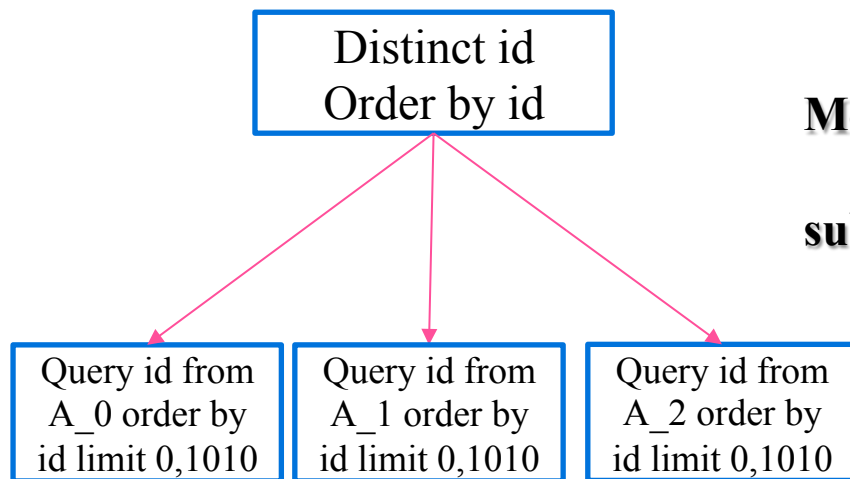 Distinct id
Order by id
Query id from
A_0 order by
id limit 0,1010
Query id from
A_1 order by
id limit 0,1010
Query id from
A_2 order by
id limit 0,1010